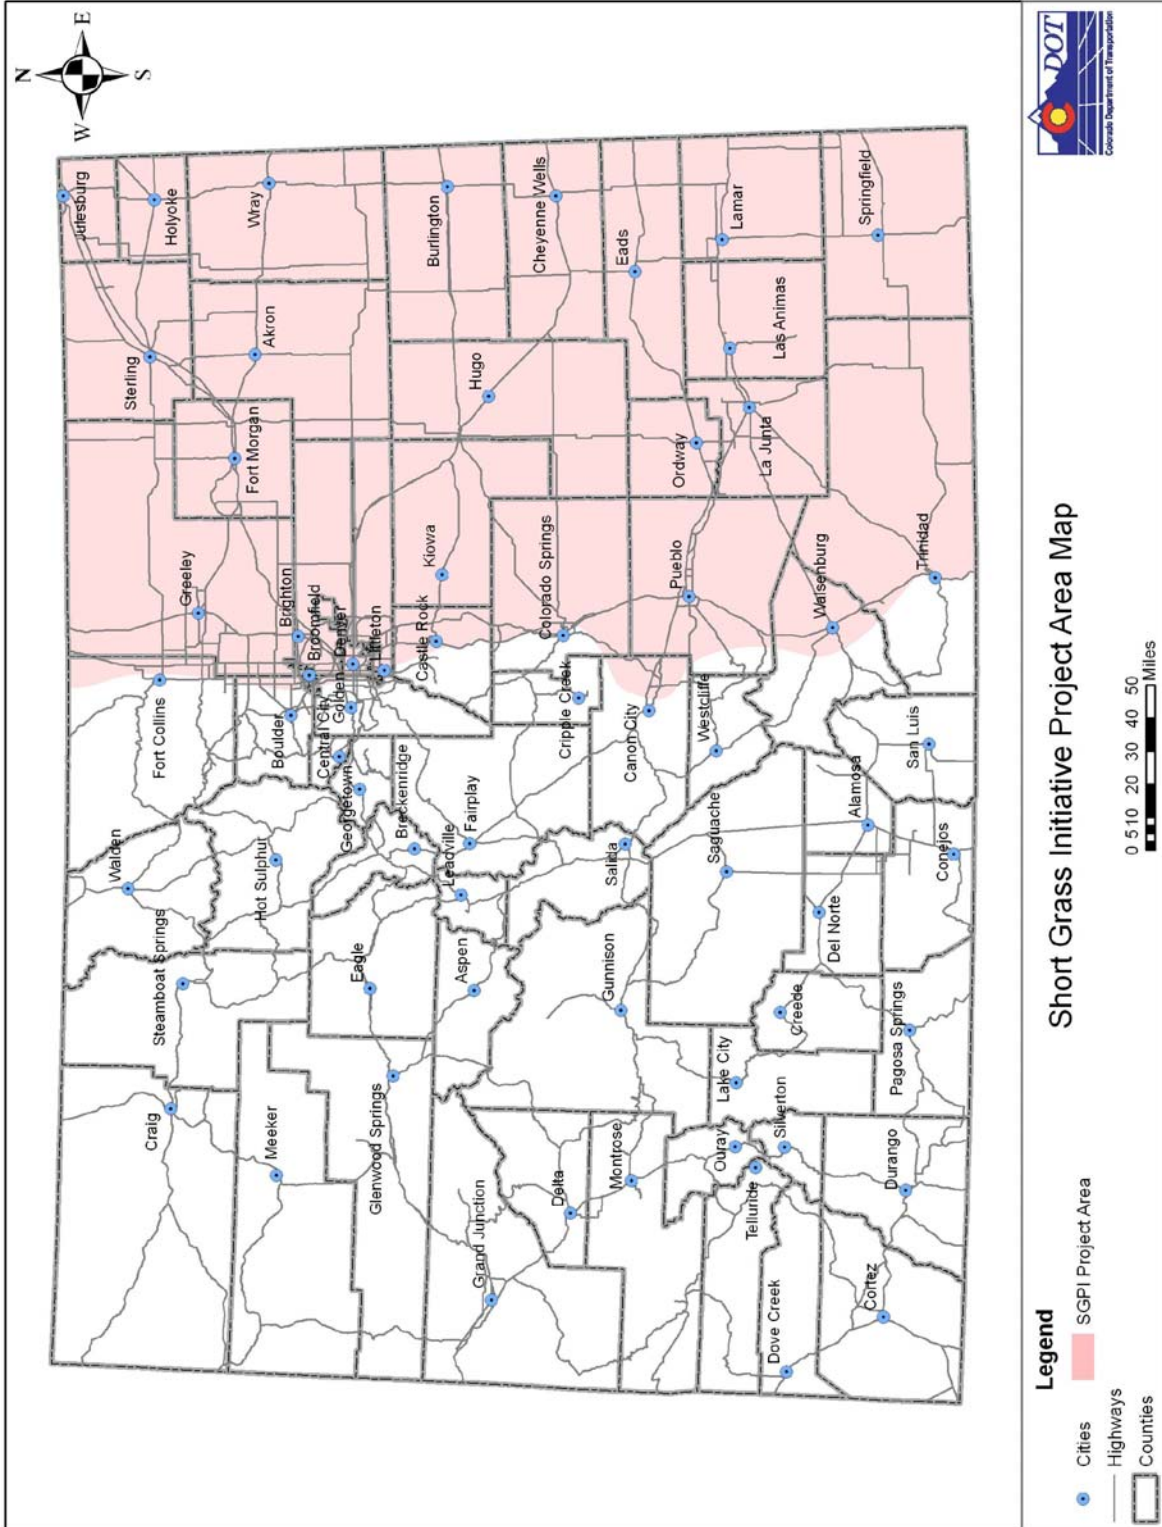 N
W
E
S
Julesburg
Holyoke
Wray
Sterling
Akron
Fort Morgan
Greeley
Brighton
Broomfield
Denver
Golden
Littleton
Central City
Boulder
Fort Collins
Georgetown
Walden
Hot Sulphur
Steamboat Springs
Craig
Meeker
Burlington
Cheyenne Wells
Hugo
Kiowa
Castle Rock
Colorado Springs
Cripple Creek
Breckenridge
Fairplay
Leadville
Eagle
Aspen
Glenwood Springs
Grand Junction
Eads
Lamar
Las Animas
Springfield
Ordway
La Junta
Pueblo
Canon City
Westcliffe
Walsenburg
Trinidad
Salida
Saguache
Gunnison
Delta
Montrose
Lake City
Ouray
Silverton
Telluride
Creede
Del Norte
Alamosa
San Luis
Conejos
Pagosa Springs
Durango
Cortez
Dove Creek
Legend
Cities
Highways
Counties
SGPI Project Area
Short Grass Initiative Project Area Map
0 5 10 20 30 40 50
Miles
DOT
Colorado Department of Transportation